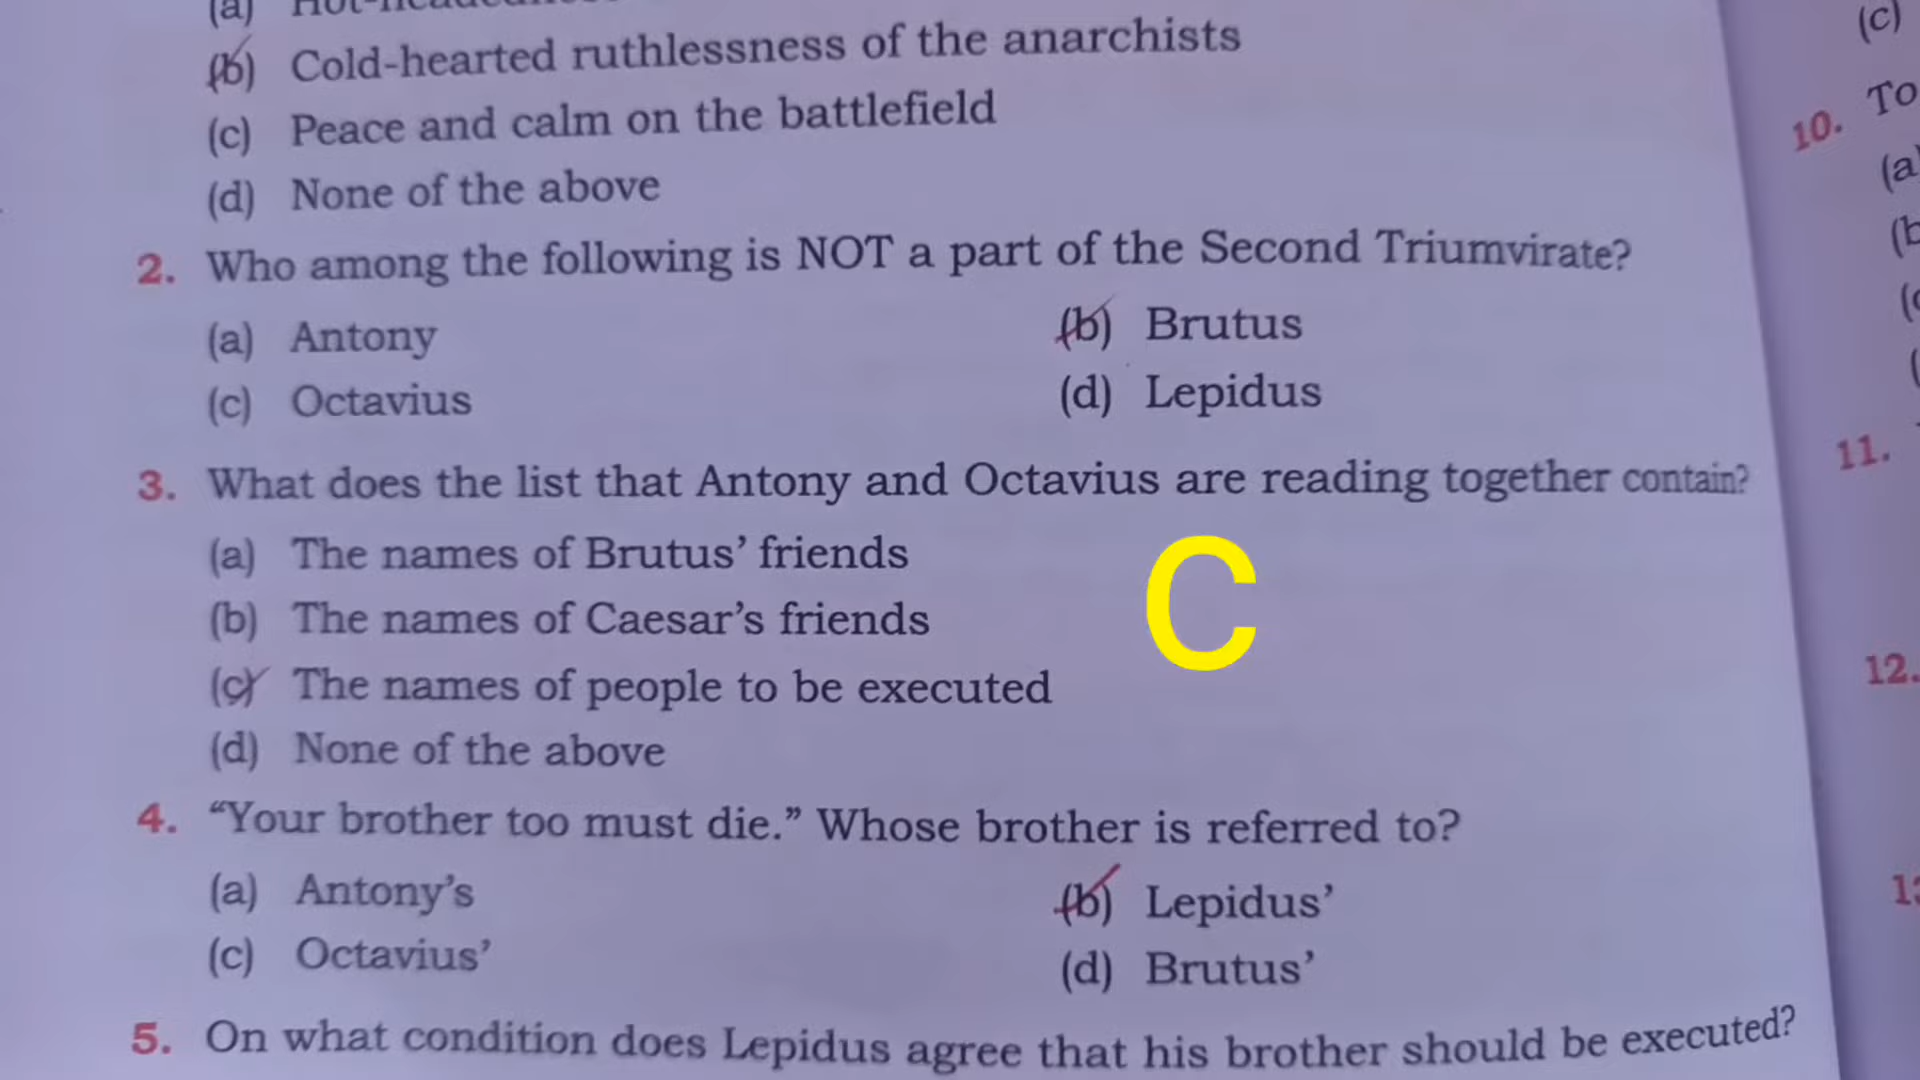 (a)
(b) Cold-hearted ruthlessness of the anarchists
(c) Peace and calm on the battlefield
(d) None of the above
2. Who among the following is NOT a part of the Second Triumvirate?
(a) Antony
(b) Brutus
(c) Octavius
(d) Lepidus
3. What does the list that Antony and Octavius are reading together contain?
(a) The names of Brutus’ friends
(b) The names of Caesar’s friends
(c) The names of people to be executed
(d) None of the above
C
4. “Your brother too must die.” Whose brother is referred to?
(a) Antony’s
(b) Lepidus’
(c) Octavius’
(d) Brutus’
5. On what condition does Lepidus agree that his brother should be executed?
(c)
10. To
(a)
11.
12.